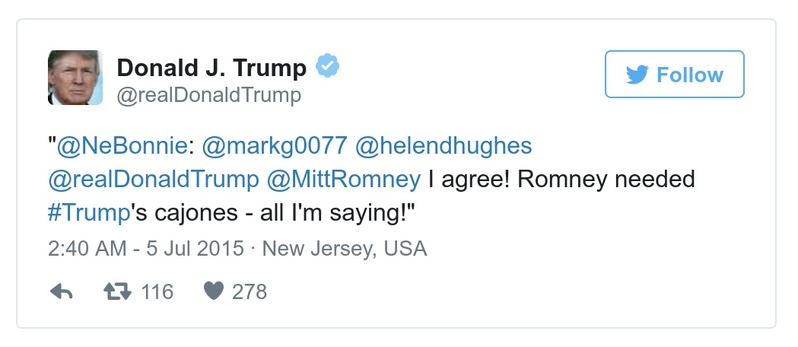 Donald J. Trump
@realDonaldTrump
Follow
"@NeBonnie: @markg0077 @helendhughes
@realDonaldTrump @MittRomney I agree! Romney needed
#Trump's cajones - all I'm saying!"
2:40 AM - 5 Jul 2015 · New Jersey, USA
116 278